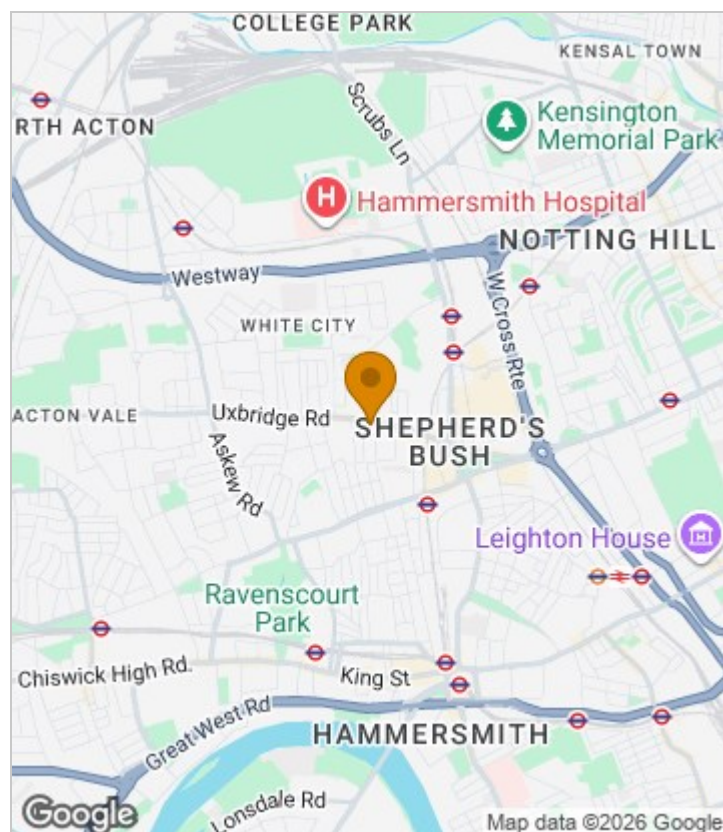 COLLEGE PARK
KENSAL TOWN
Scrubs Ln
RTH ACTON
Kensington
Memorial Park
H
Hammersmith Hospital
NOTTING HILL
Westway
W Cross Rte
WHITE CITY
ACTON VALE
Uxbridge Rd
SHEPHERD'S
BUSH
Askew Rd
Leighton House
Ravenscourt
Park
Chiswick High Rd.
King St
Great West Rd
HAMMERSMITH
Lonsdale Rd
Google
Map data ©2026 Google